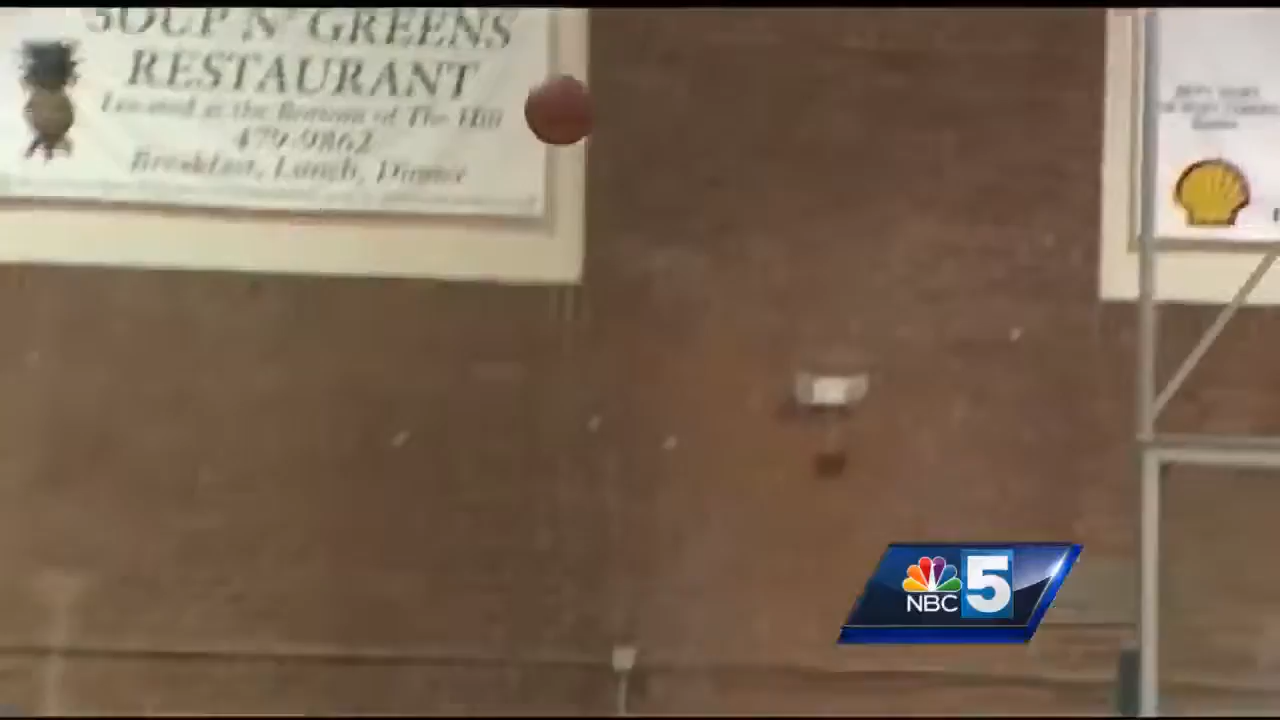 SOUP N' GREENS
RESTAURANT
Located at the Bottom of The Hill
479-9862
Breakfast, Lunch, Dinner
NBC 5